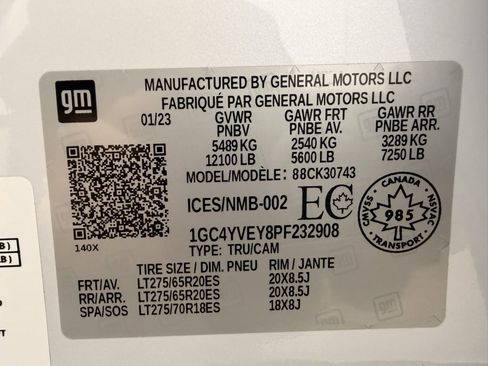 gm
MANUFACTURED BY GENERAL MOTORS LLC
FABRIQUÉ PAR GENERAL MOTORS LLC
01/23 GVWR GAWR FRT GAWR RR
PNBV PNBE AV. PNBE ARR.
5489 KG 2540 KG 3289 KG
12100 LB 5600 LB 7250 LB
MODEL/MODÈLE: 88CK30743
ICES/NMB-002 EC
1GC4YVEY8PF232908
TYPE: TRU/CAM
140X
CANADA
CMVSS 985 NSVAC
TRANSPORT
TIRE SIZE / DIM. PNEU RIM / JANTE
FRT/AV. LT275/65R20ES 20X8.5J
RR/ARR. LT275/65R20ES 20X8.5J
SPA/SOS LT275/70R18ES 18X8J